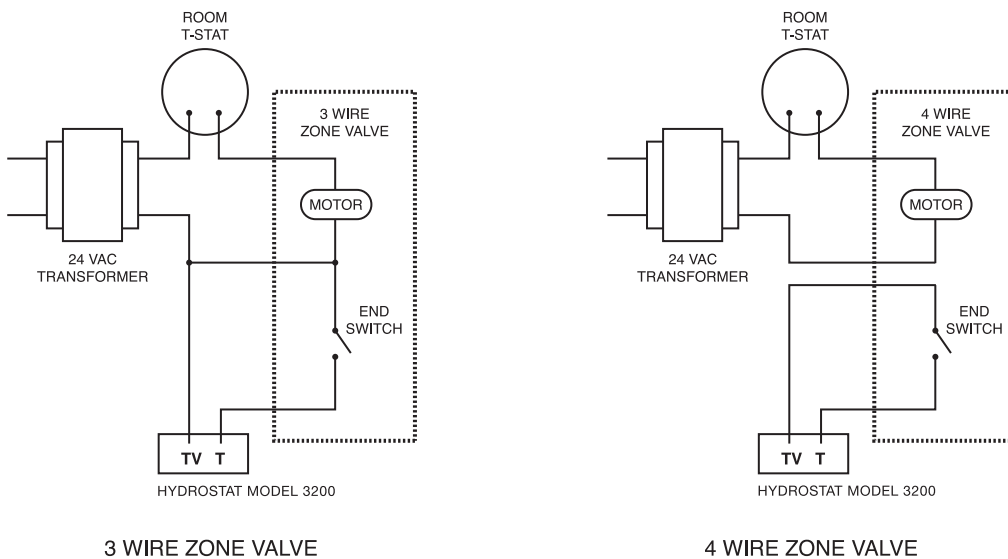 ROOM
T-STAT
3 WIRE
ZONE VALVE
MOTOR
24 VAC
TRANSFORMER
END
SWITCH
TV T
HYDROSTAT MODEL 3200
3 WIRE ZONE VALVE
ROOM
T-STAT
4 WIRE
ZONE VALVE
MOTOR
24 VAC
TRANSFORMER
END
SWITCH
TV T
HYDROSTAT MODEL 3200
4 WIRE ZONE VALVE